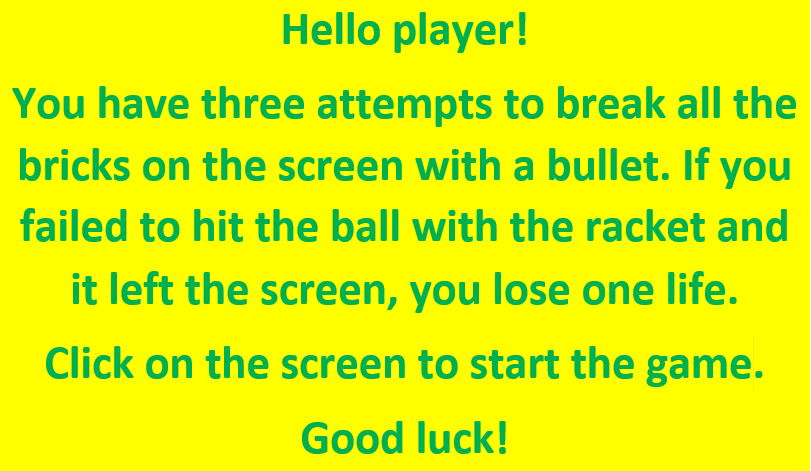 Hello player!
You have three attempts to break all the
bricks on the screen with a bullet. If you
failed to hit the ball with the racket and
it left the screen, you lose one life.
Click on the screen to start the game.
Good luck!